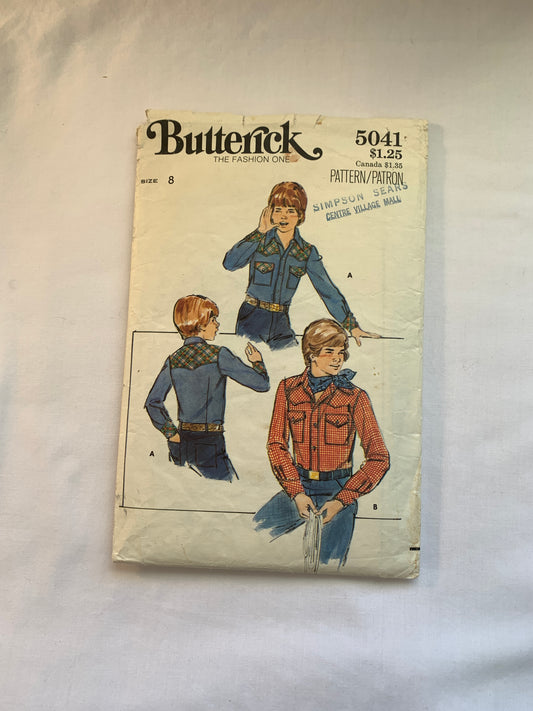 Butterick
THE FASHION ONE
5041
$1.25
Canada $1.35
SIZE 8
PATTERN/PATRON
SIMPSON SEARS
CENTRE VILLAGE MALL
A
A
B